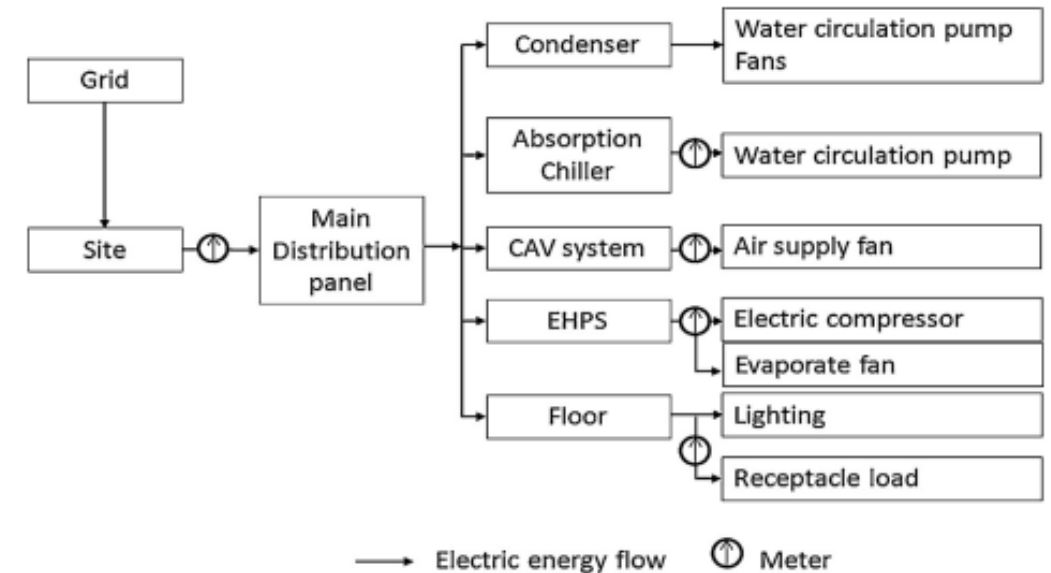 Grid
Site
Main
Distribution
panel
Condenser
Water circulation pump
Fans
Absorption
Chiller
Water circulation pump
CAV system
Air supply fan
EHPS
Electric compressor
Evaporate fan
Floor
Lighting
Receptacle load
Electric energy flow
Meter